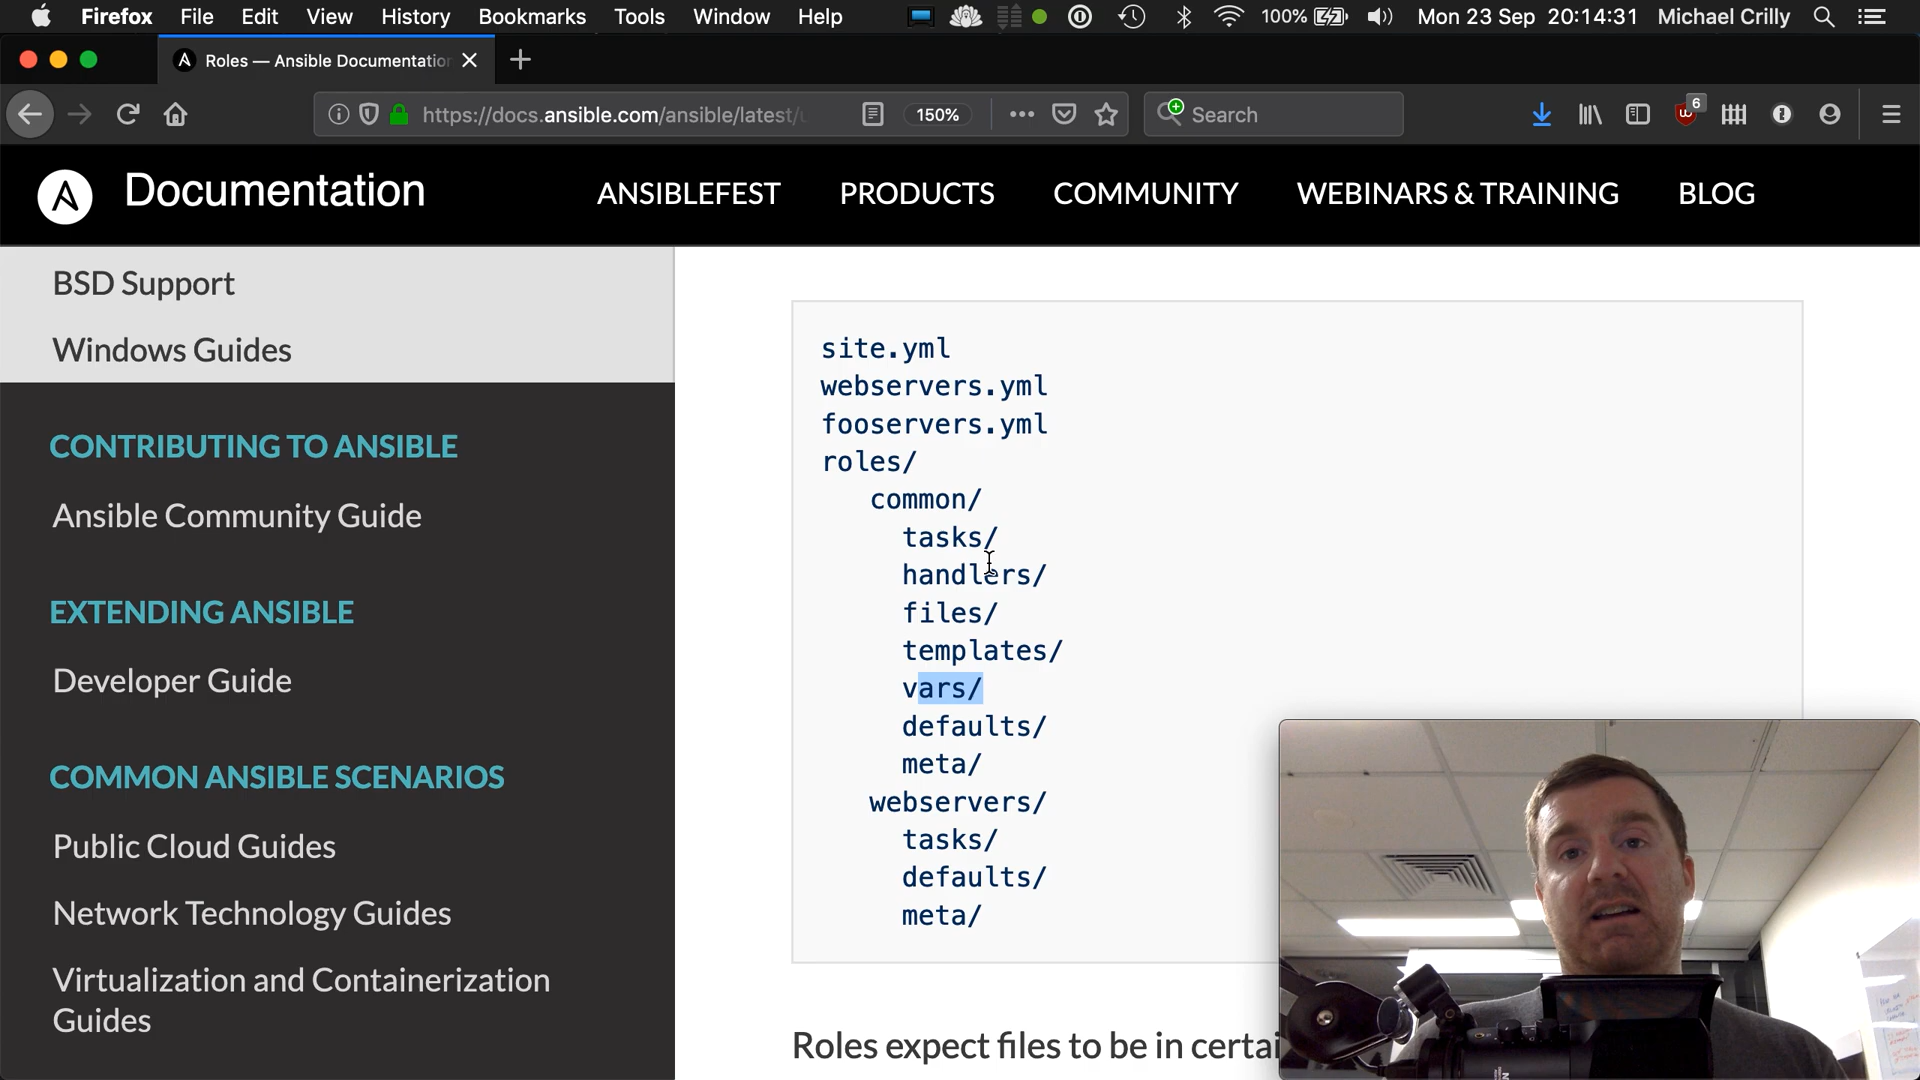 Firefox File Edit View History Bookmarks Tools Window Help 100% Mon 23 Sep 20:14:31 Michael Crilly
Roles — Ansible Documentatio
https://docs.ansible.com/ansible/latest/u 150% Search 6
Documentation ANSIBLEFEST PRODUCTS COMMUNITY WEBINARS & TRAINING BLOG
BSD Support
Windows Guides
CONTRIBUTING TO ANSIBLE
Ansible Community Guide
EXTENDING ANSIBLE
Developer Guide
COMMON ANSIBLE SCENARIOS
Public Cloud Guides
Network Technology Guides
Virtualization and Containerization
Guides
site.yml
webservers.yml
fooservers.yml
roles/
common/
tasks/
handlers/
files/
templates/
vars/
defaults/
meta/
webservers/
tasks/
defaults/
meta/
Roles expect files to be in certai